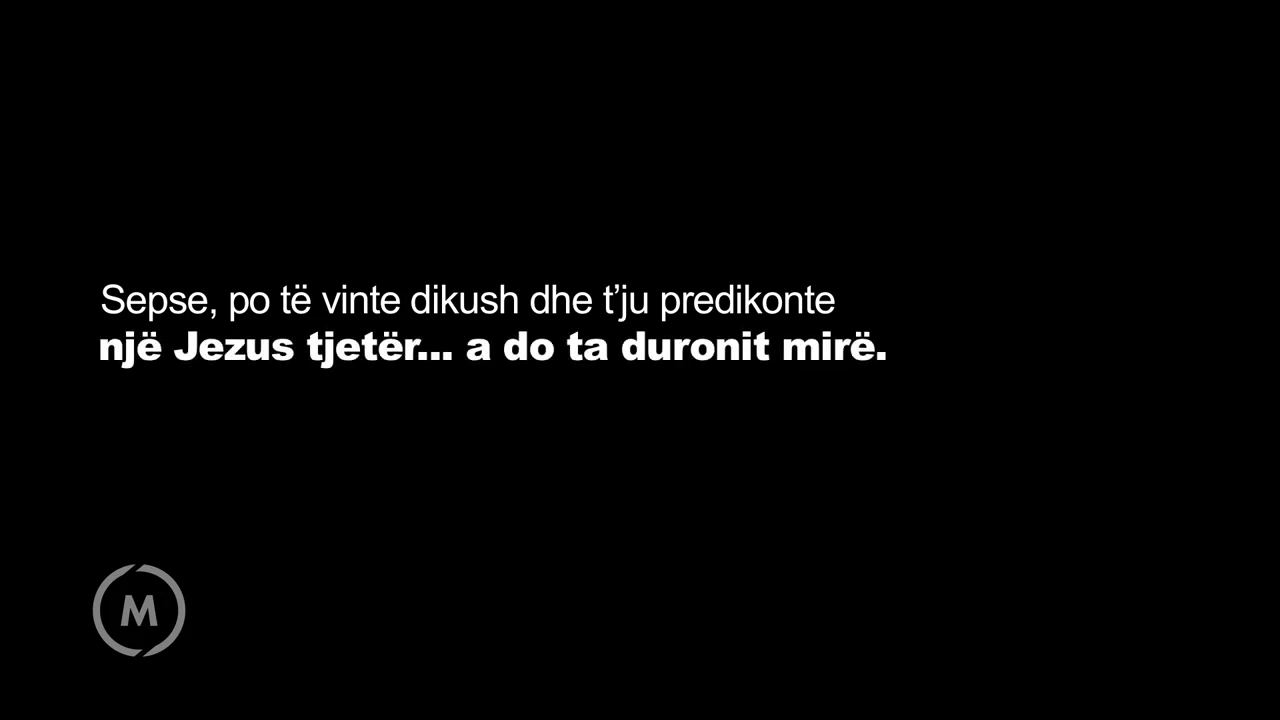 Sepse, po të vinte dikush dhe t’ju predikonte
një Jezus tjetër... a do ta duronit mirë.
M